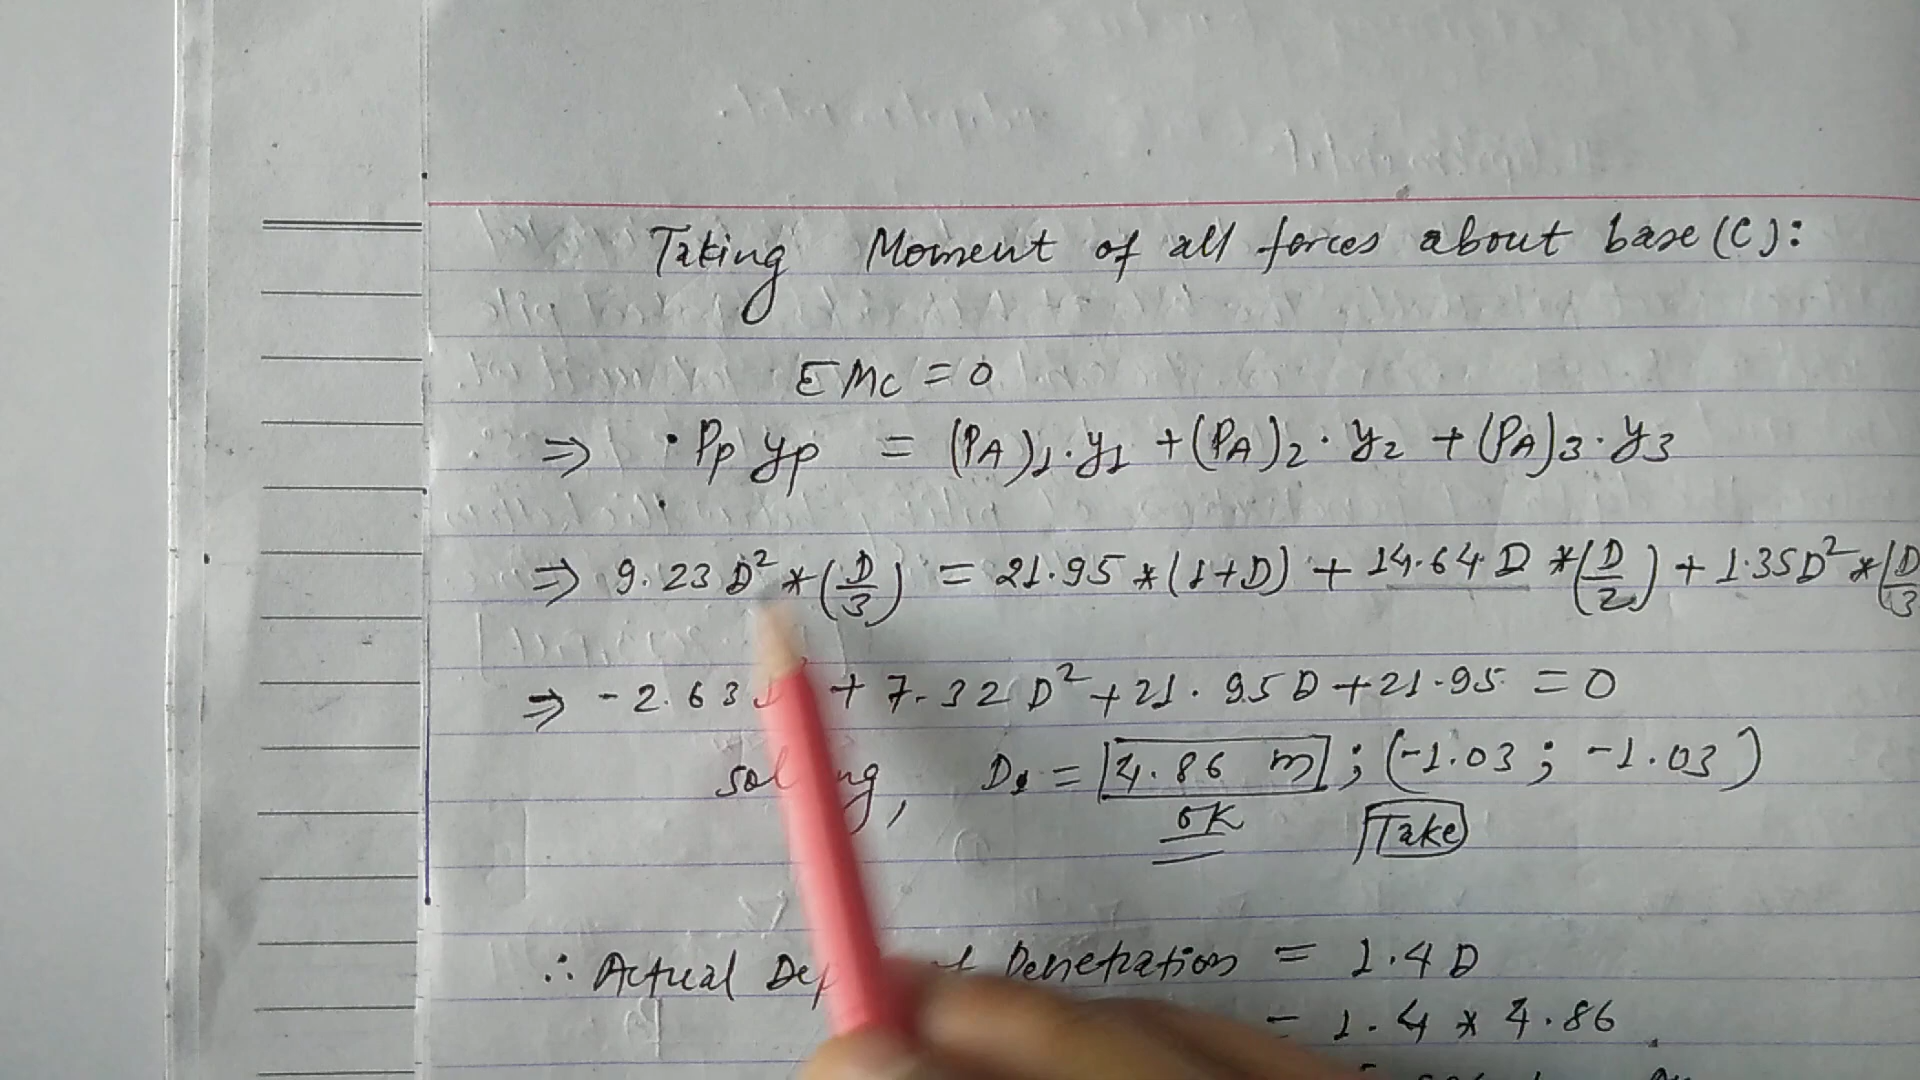 Taking Moment of all forces about base (C):
ΣMc = 0
⇒ Pp yp = (PA)1 · y1 + (PA)2 · y2 + (PA)3 · y3
⇒ 9.23 D² * (D/3) = 21.95 * (1+D) + 14.64 D * (D/2) + 1.35D² * (D/3
⇒ -2.63 + 7.32 D² + 21.95D + 21.95 = 0
D = 4.86 m ; (-1.03 ; -1.03)
OK Take
∴ Actual Penetration = 1.4 D
= 1.4 * 4.86